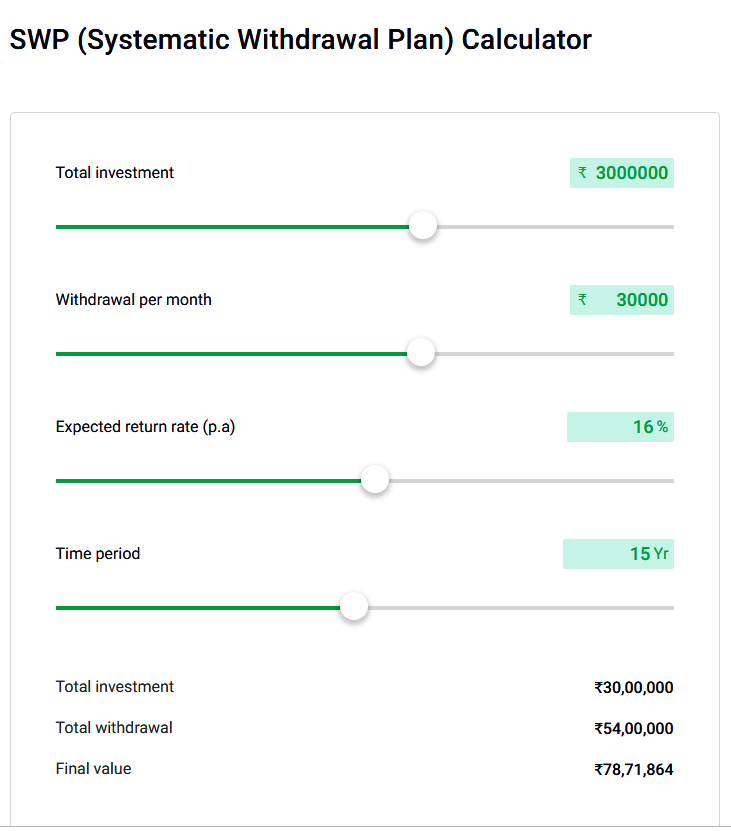 SWP (Systematic Withdrawal Plan) Calculator
Total investment ₹ 3000000
Withdrawal per month ₹ 30000
Expected return rate (p.a) 16 %
Time period 15 Yr
Total investment ₹30,00,000
Total withdrawal ₹54,00,000
Final value ₹78,71,864